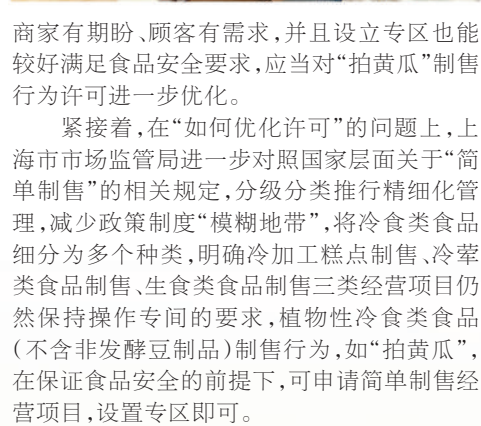 商家有期盼、顾客有需求,并且设立专区也能
较好满足食品安全要求,应当对“拍黄瓜”制售
行为许可进一步优化。
紧接着,在“如何优化许可”的问题上,上
海市市场监管局进一步对照国家层面关于“简
单制售”的相关规定,分级分类推行精细化管
理,减少政策制度“模糊地带”,将冷食类食品
细分为多个种类,明确冷加工糕点制售、冷荤
类食品制售、生食类食品制售三类经营项目仍
然保持操作专间的要求,植物性冷食类食品
(不含非发酵豆制品)制售行为,如“拍黄瓜”,
在保证食品安全的前提下,可申请简单制售经
营项目,设置专区即可。